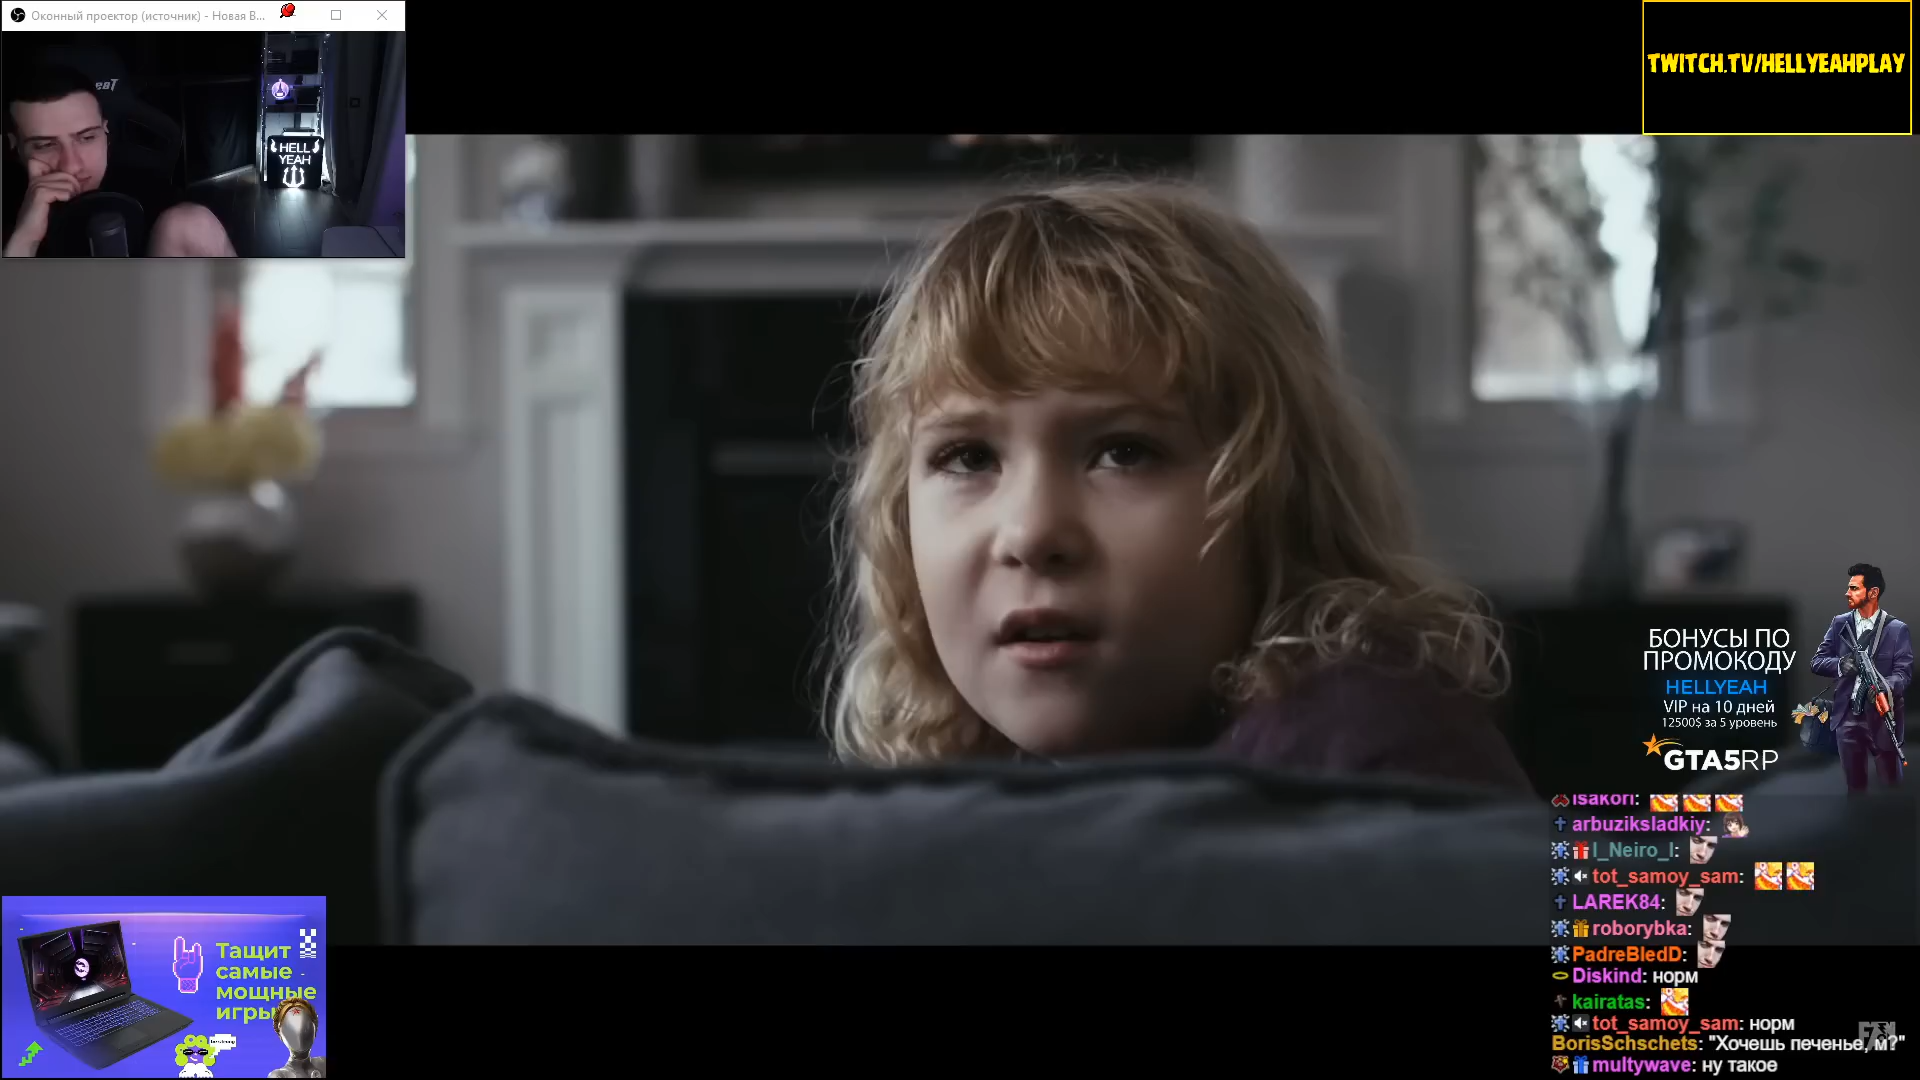 Оконный проектор (источник) - Новая В...
HELL
YEAH
TWITCH.TV/HELLYEAHPLAY
БОНУСЫ ПО
ПРОМОКОДУ
HELLYEAH
VIP на 10 дней
12500$ за 5 уровень
GTA5RP
isakori:
arbuziksladkiy:
I_Neiro_I:
tot_samoy_sam:
LAREK84:
roborybka:
PadreBledD:
Diskind: норм
kairatas:
tot_samoy_sam: норм
BorisSchschets: "Хочешь печенье, м?"
multywave: ну такое
Тащит
самые
мощные
игры